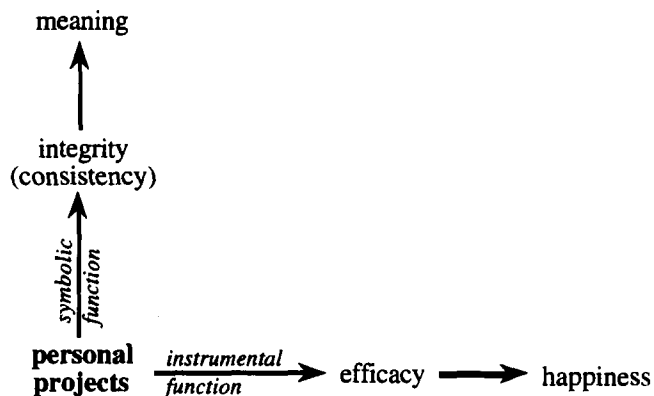 meaning
integrity
(consistency)
symbolic
function
personal
projects
instrumental
function
efficacy
happiness